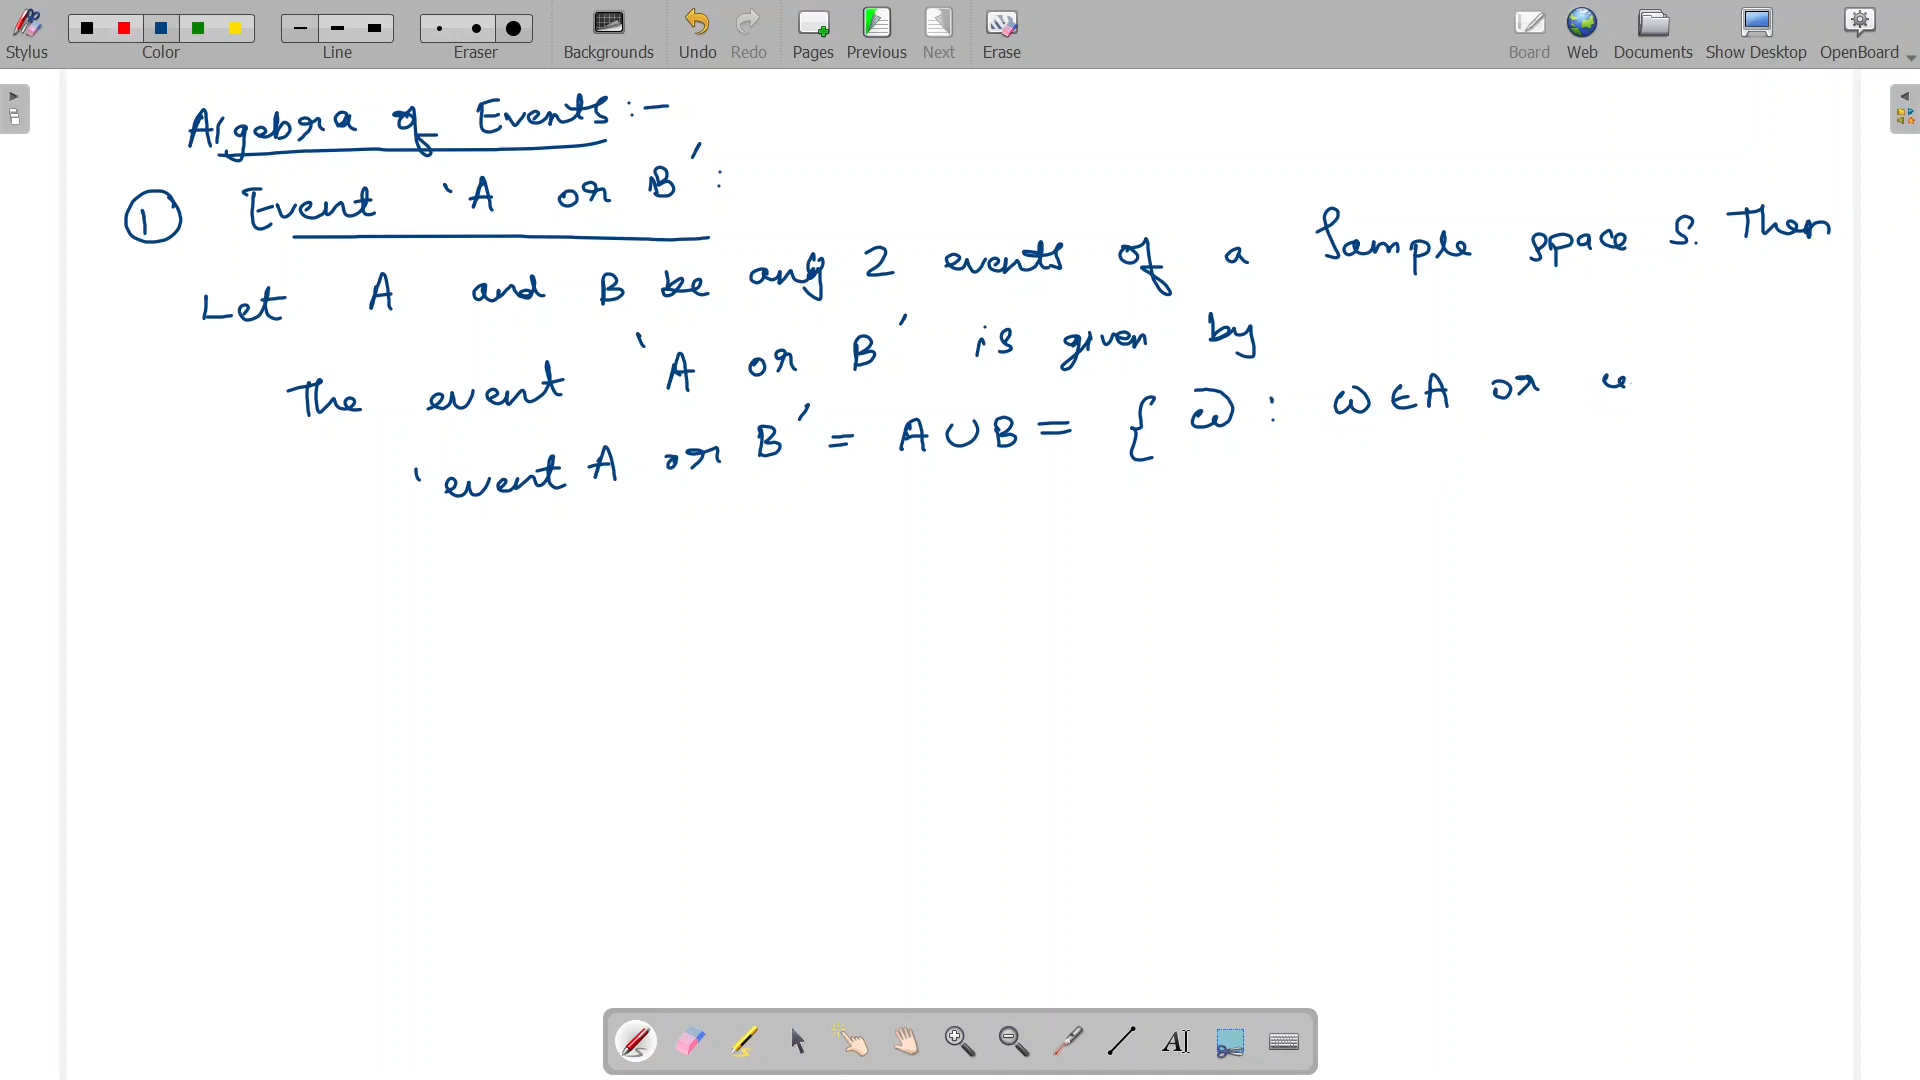 Stylus Color Line Eraser Backgrounds Undo Redo Pages Previous Next Erase Board Web Documents Show Desktop OpenBoard
Algebra of Events :-
① Event 'A or B' :
Let A and B be any 2 events of a Sample space S. Then
The event 'A or B' is given by
'event A or B' = A ∪ B = { ω : ω ∈ A or